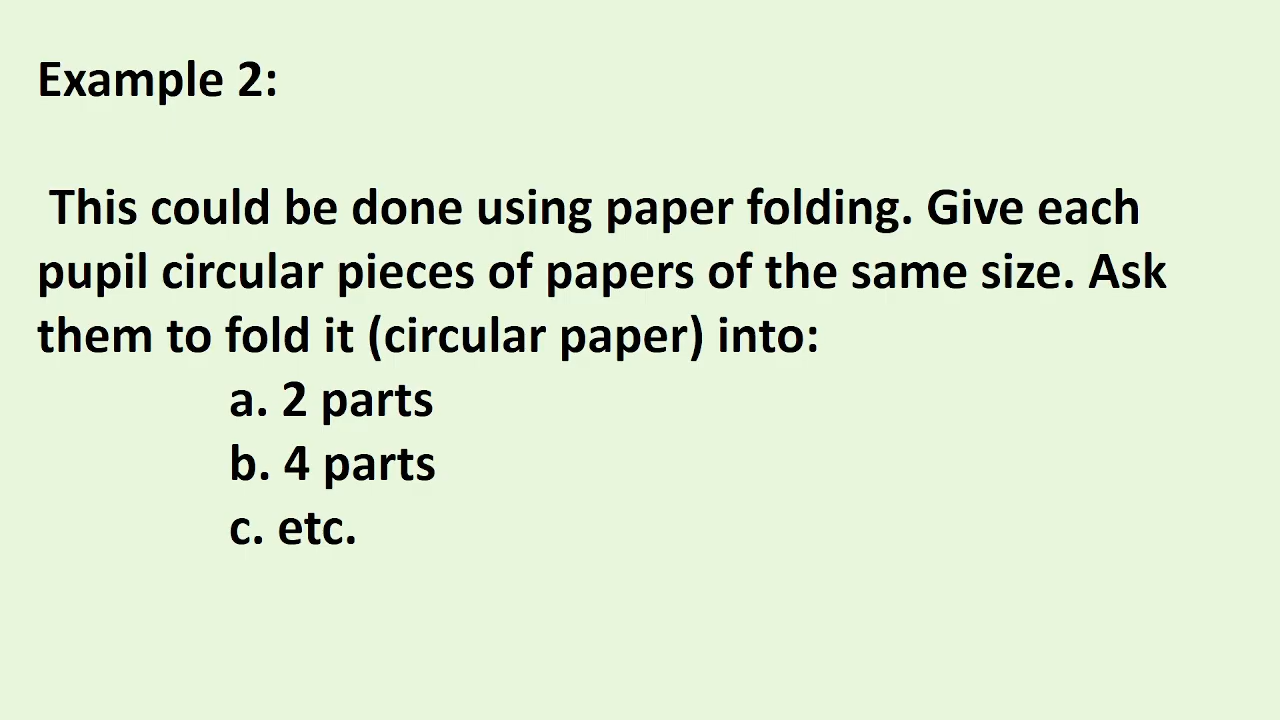 Example 2:
This could be done using paper folding. Give each
pupil circular pieces of papers of the same size. Ask
them to fold it (circular paper) into:
a. 2 parts
b. 4 parts
c. etc.